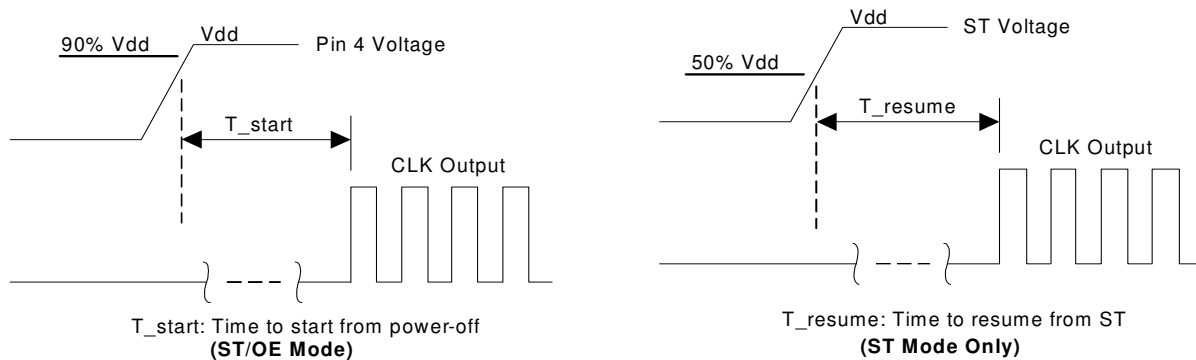 90% Vdd
Vdd
Pin 4 Voltage
T_start
CLK Output
T_start: Time to start from power-off
(ST/OE Mode)
Vdd
ST Voltage
50% Vdd
T_resume
CLK Output
T_resume: Time to resume from ST
(ST Mode Only)